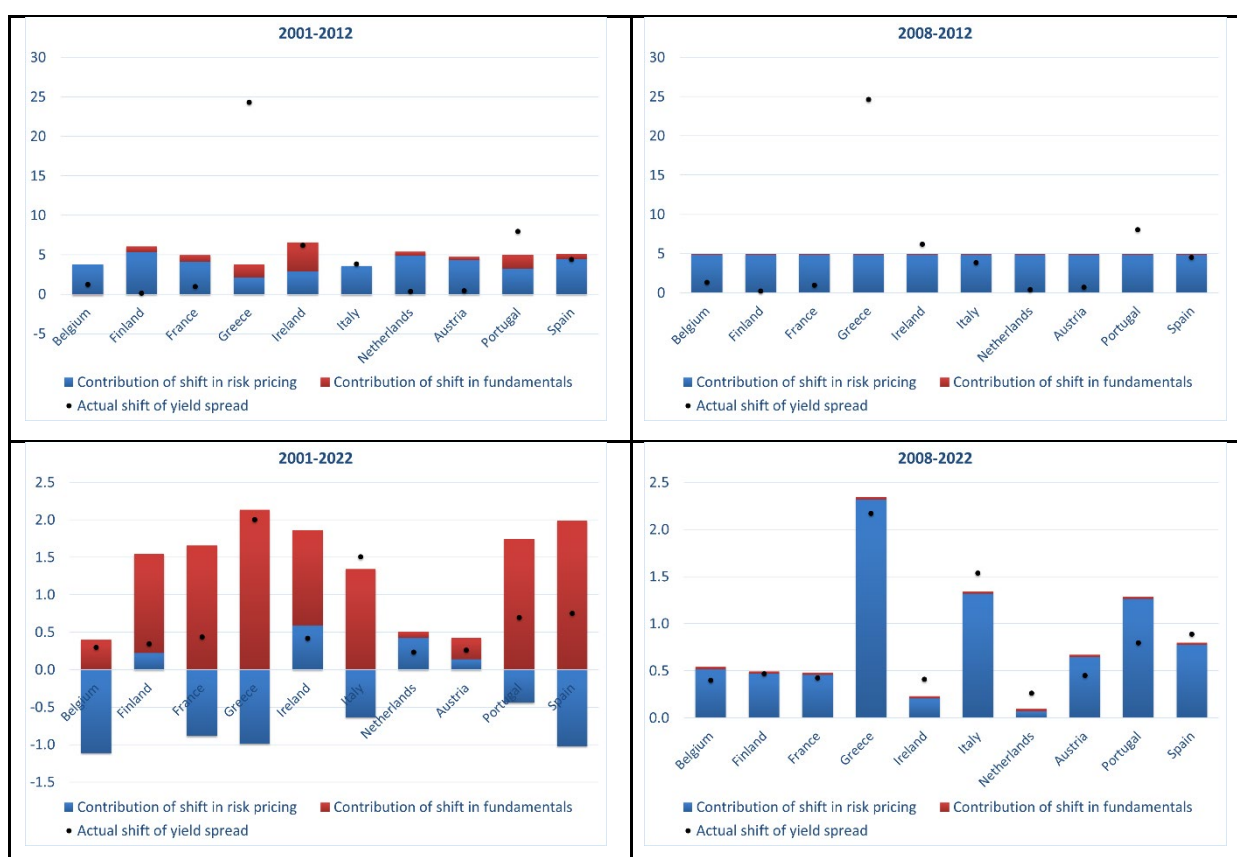 2001-2012
30
25
20
15
10
5
0
-5
Belgium
Finland
France
Greece
Ireland
Italy
Netherlands
Austria
Portugal
Spain
Contribution of shift in risk pricing
Contribution of shift in fundamentals
Actual shift of yield spread
2008-2012
30
25
20
15
10
5
0
Belgium
Finland
France
Greece
Ireland
Italy
Netherlands
Austria
Portugal
Spain
Contribution of shift in risk pricing
Contribution of shift in fundamentals
Actual shift of yield spread
2001-2022
2.5
2.0
1.5
1.0
0.5
0.0
-0.5
-1.0
-1.5
Belgium
Finland
France
Greece
Ireland
Italy
Netherlands
Austria
Portugal
Spain
Contribution of shift in risk pricing
Contribution of shift in fundamentals
Actual shift of yield spread
2008-2022
2.5
2.0
1.5
1.0
0.5
0.0
Belgium
Finland
France
Greece
Ireland
Italy
Netherlands
Austria
Portugal
Spain
Contribution of shift in risk pricing
Contribution of shift in fundamentals
Actual shift of yield spread